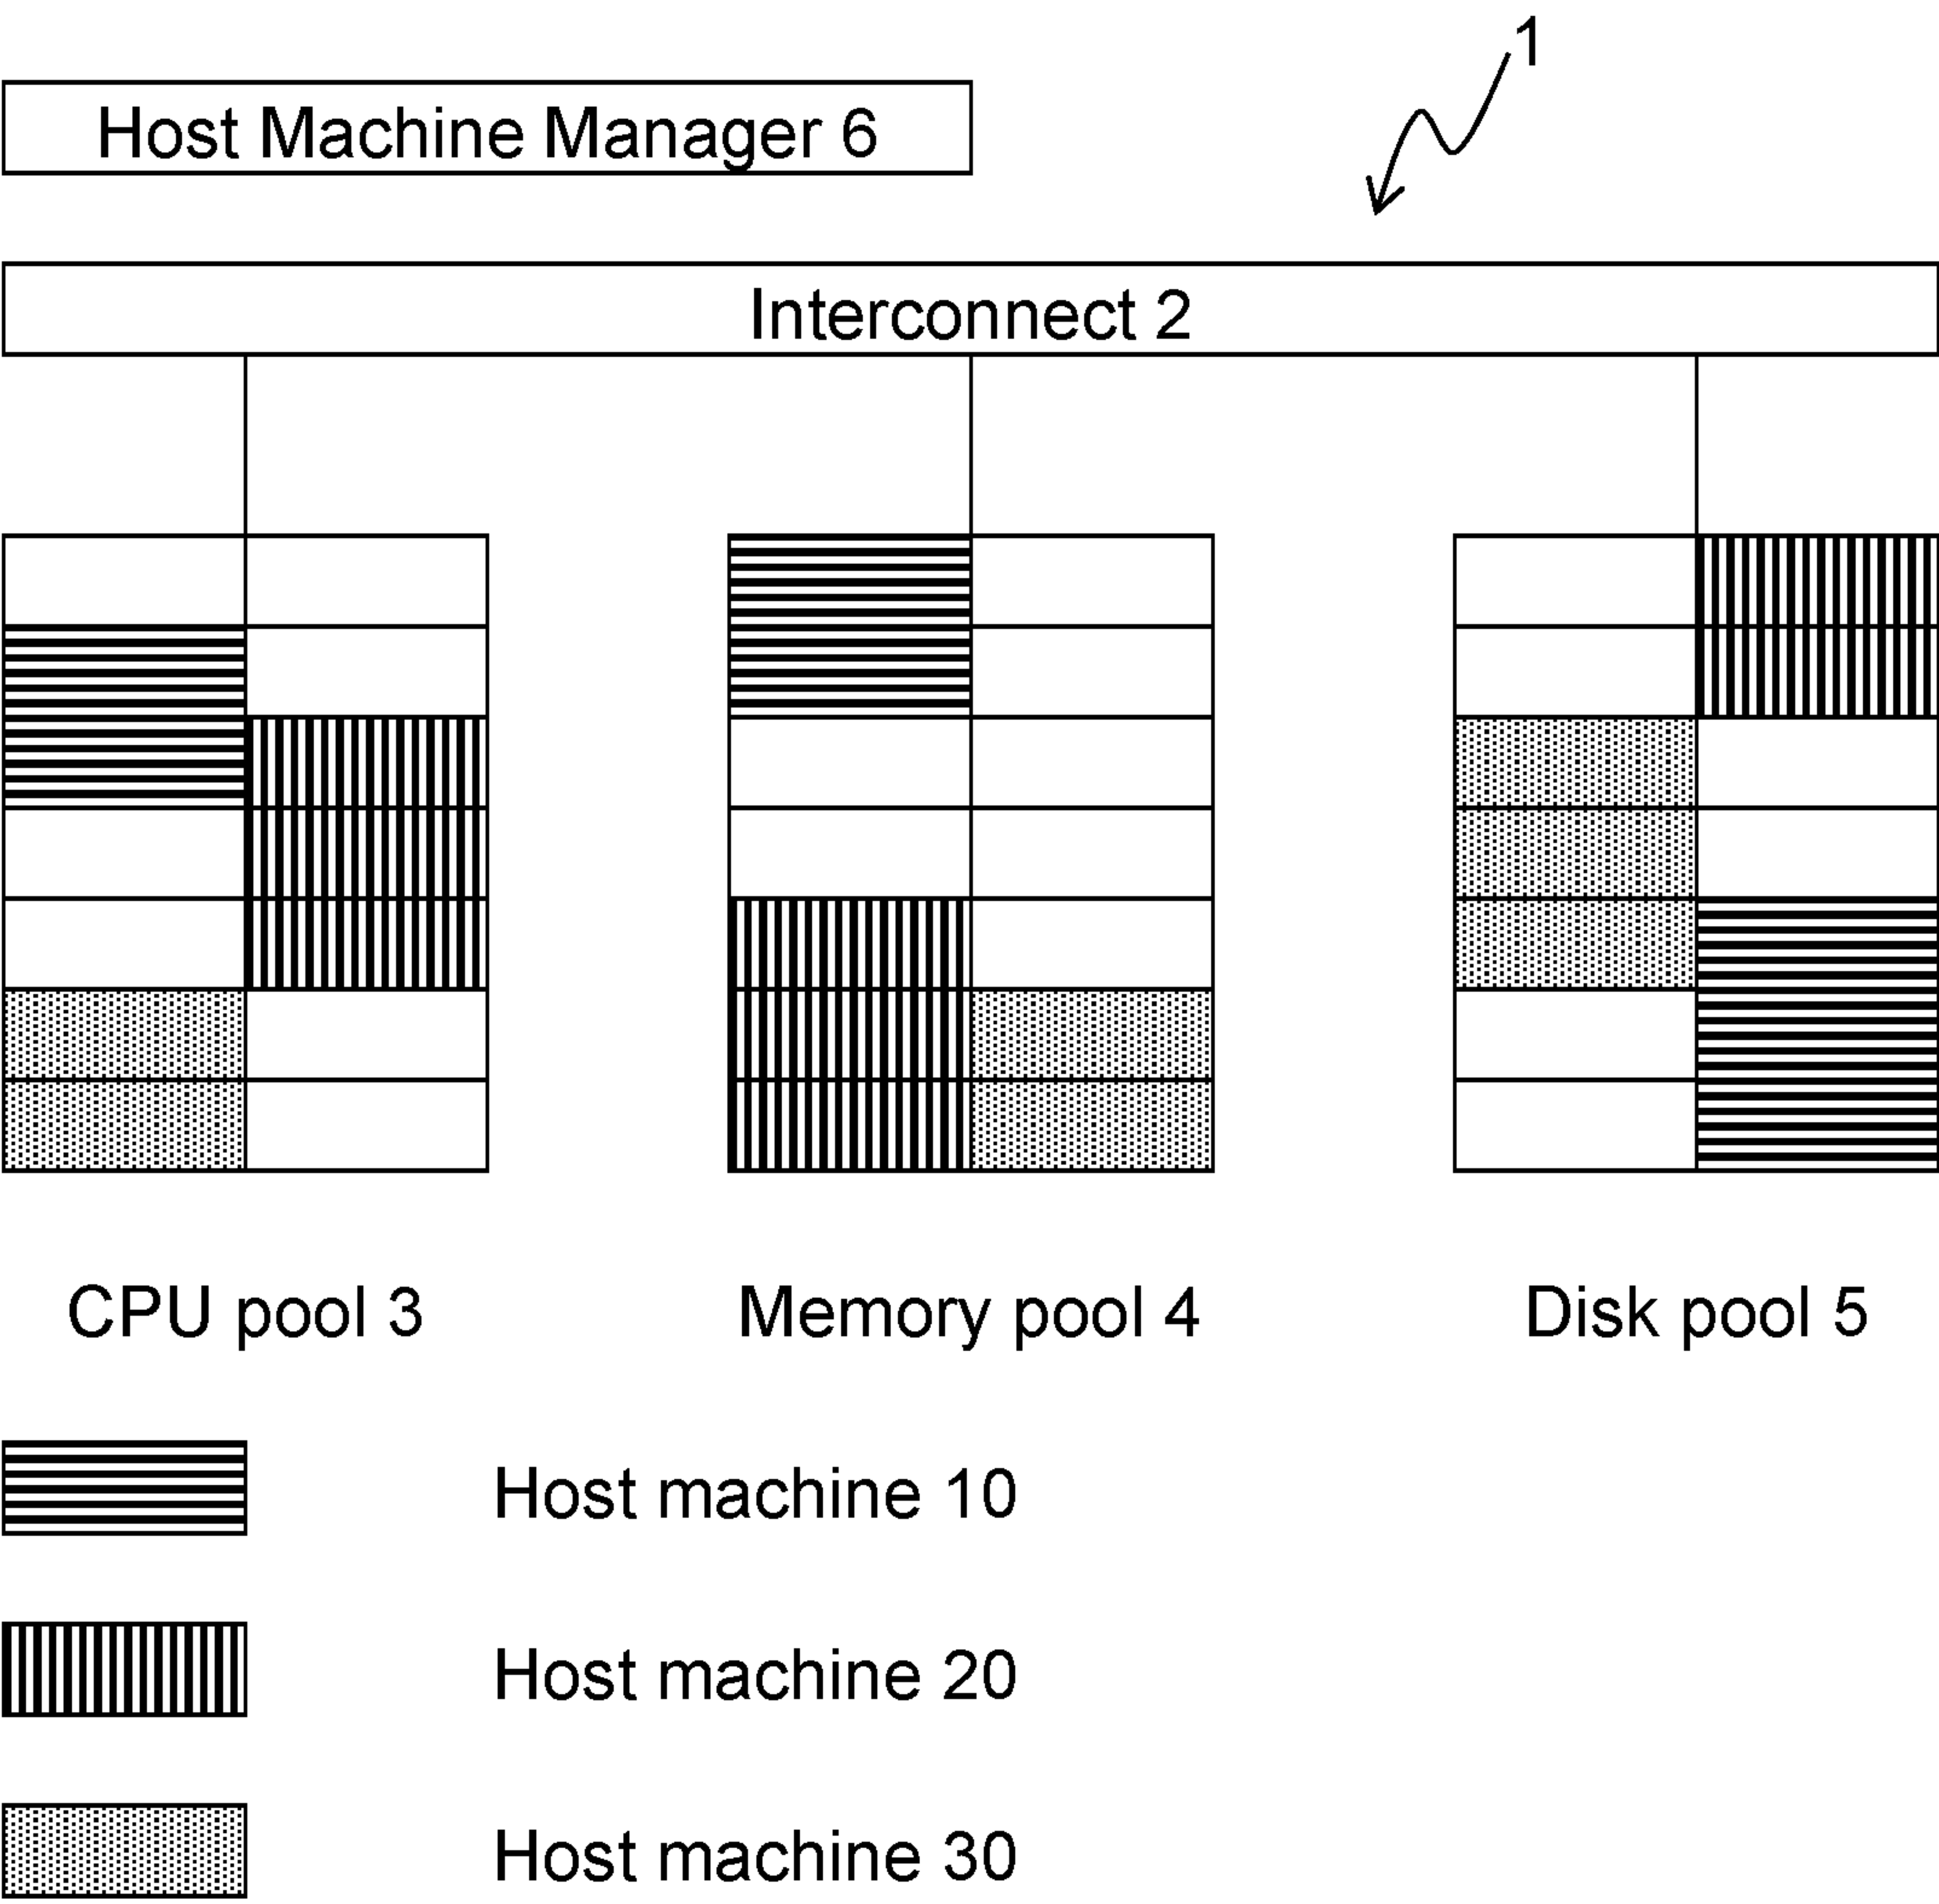 1
Host Machine Manager 6
Interconnect 2
CPU pool 3
Memory pool 4
Disk pool 5
Host machine 10
Host machine 20
Host machine 30